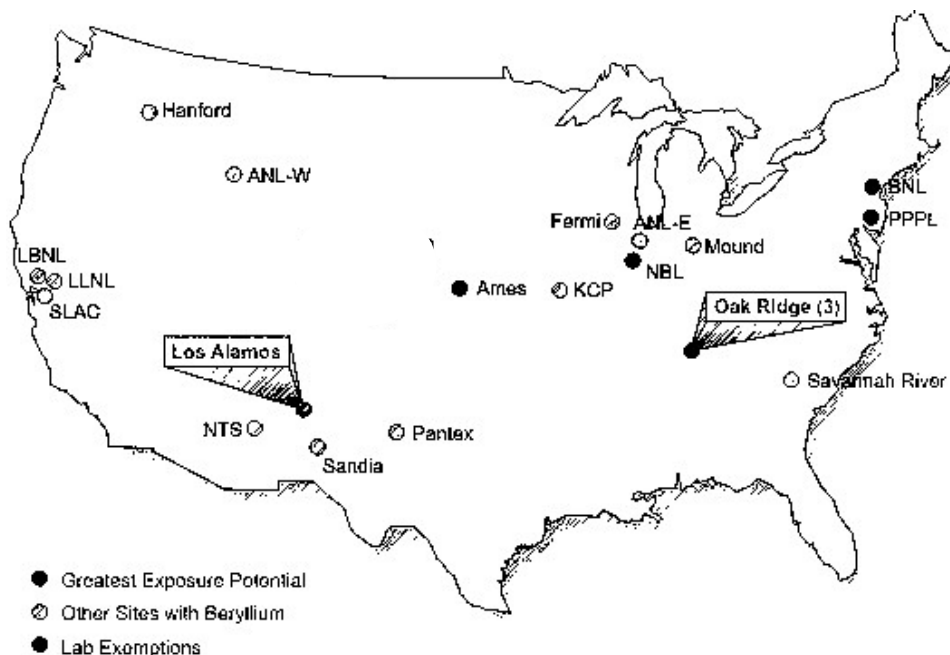 Hanford
ANL-W
BNL
PPPL
Fermi
ANL-E
Mound
NBL
LBNL
LLNL
SLAC
Ames
KCP
Oak Ridge (3)
Los Alamos
Savannah River
NTS
Pantex
Sandia
Greatest Exposure Potential
Other Sites with Beryllium
Lab Exemptions